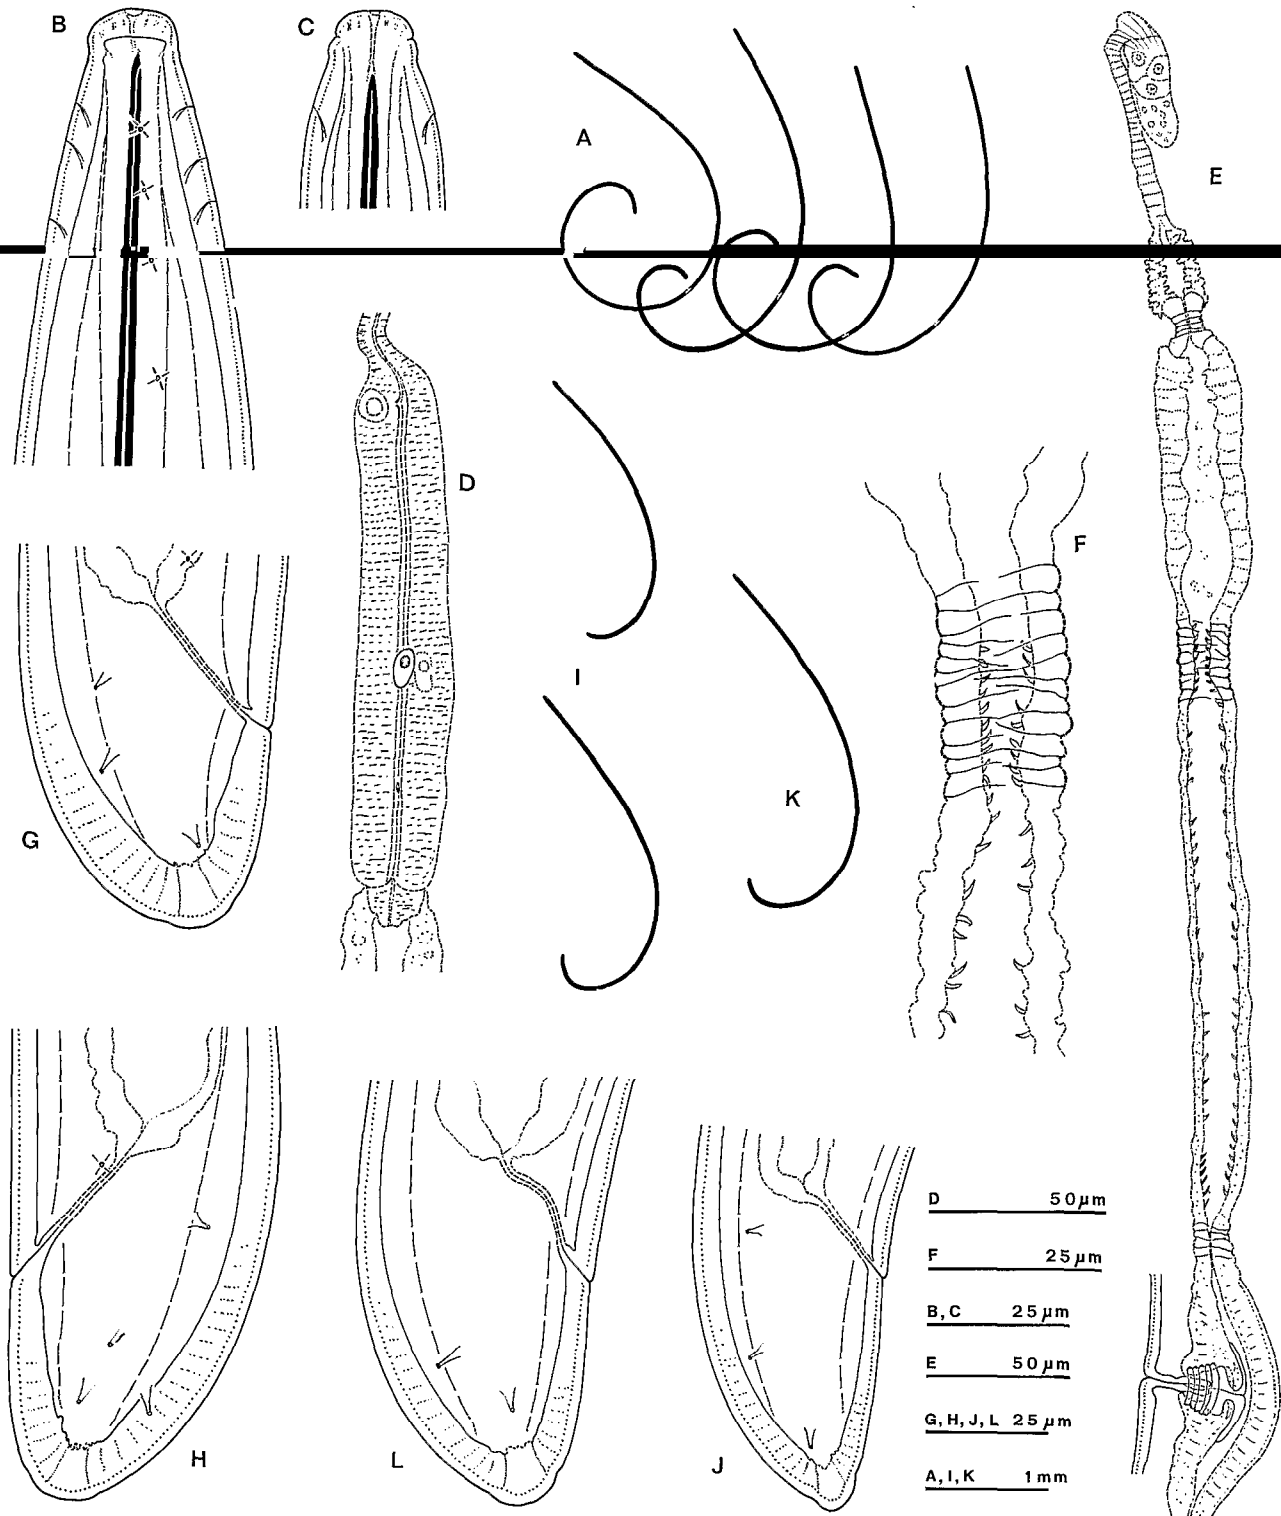 B
C
A
E
D
F
I
K
G
H
L
J
D 50µm
F 25µm
B, C 25µm
E 50µm
G, H, J, L 25µm
A, I, K 1mm